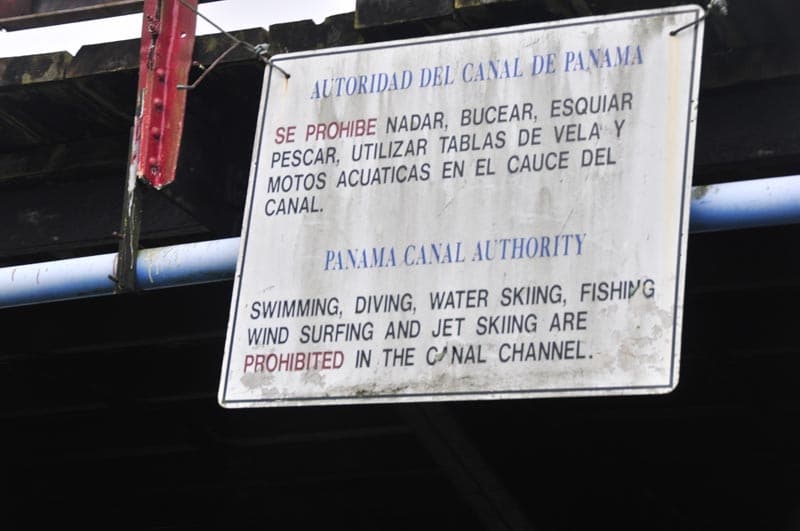 AUTORIDAD DEL CANAL DE PANAMA
SE PROHIBE NADAR, BUCEAR, ESQUIAR
PESCAR, UTILIZAR TABLAS DE VELA Y
MOTOS ACUATICAS EN EL CAUCE DEL
CANAL.
PANAMA CANAL AUTHORITY
SWIMMING, DIVING, WATER SKIING, FISHING
WIND SURFING AND JET SKIING ARE
PROHIBITED IN THE CANAL CHANNEL.